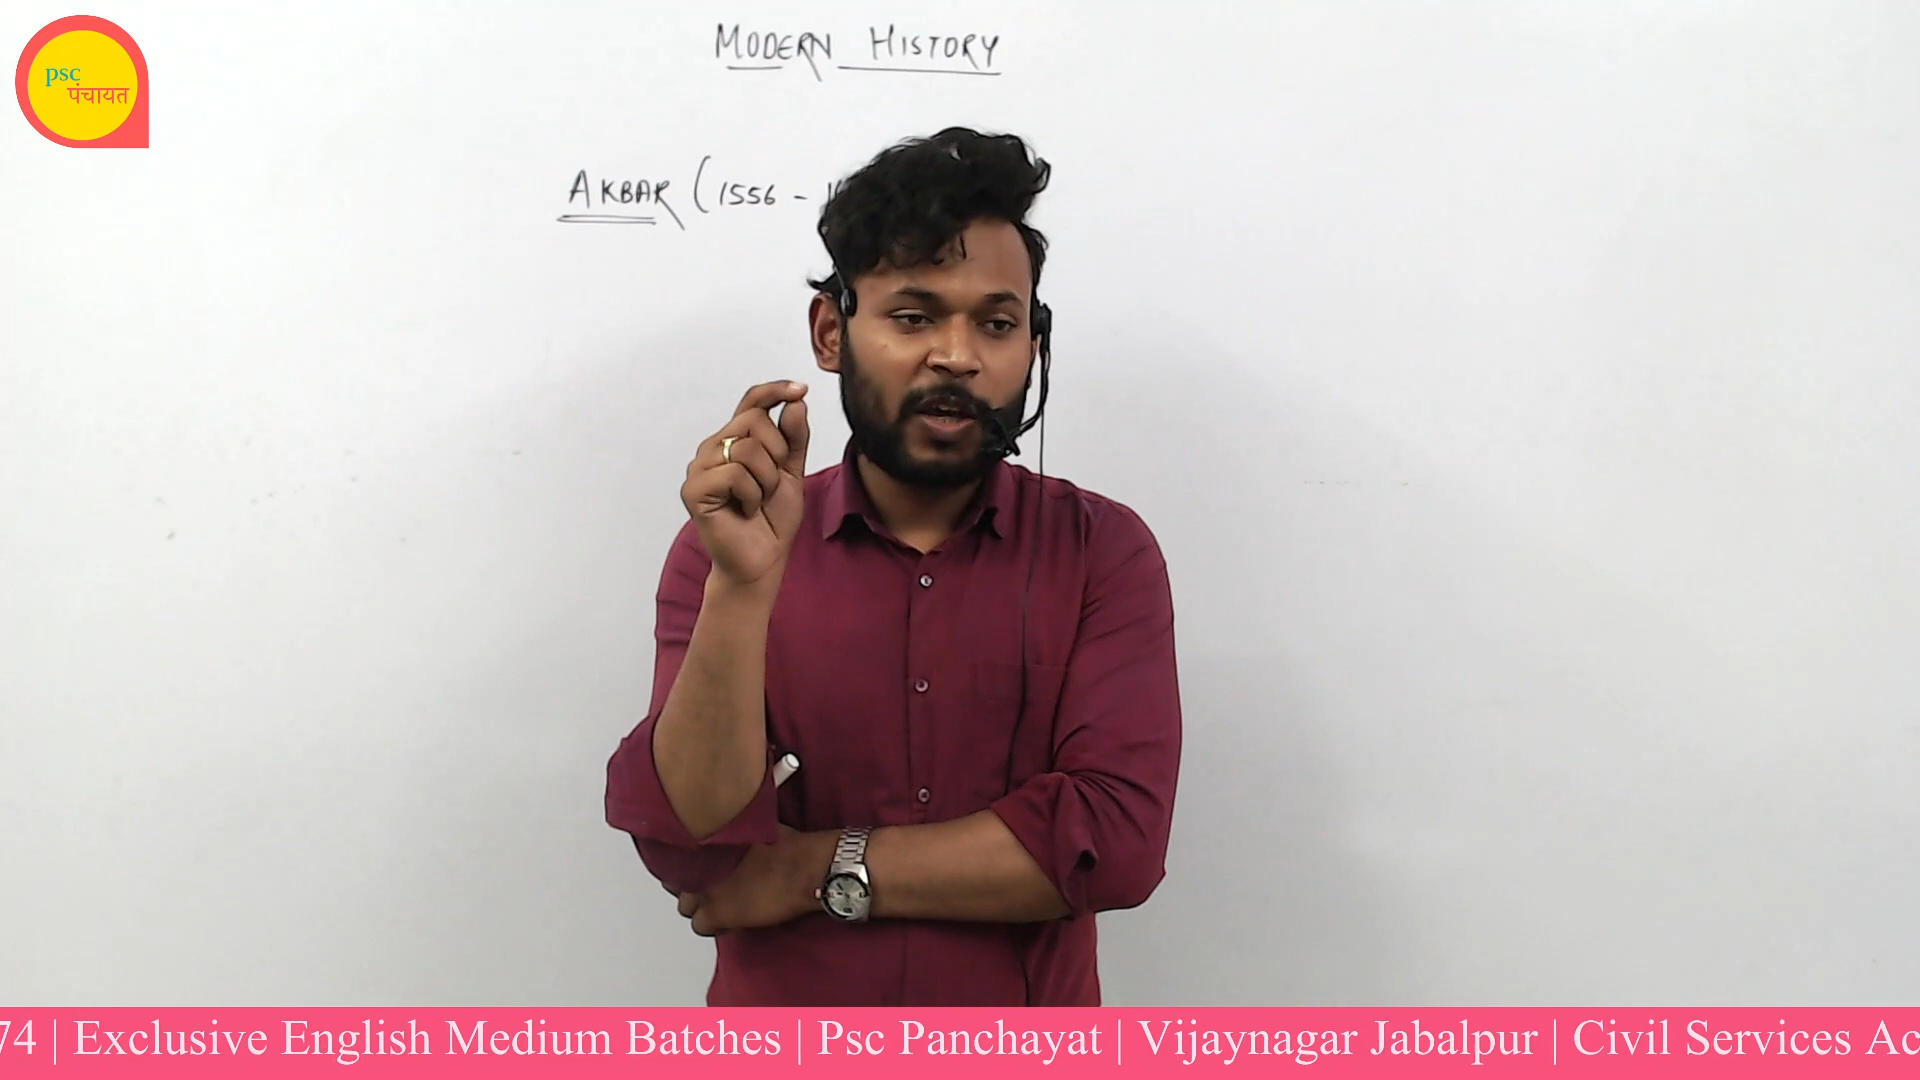 psc
पंचायत
MODERN HISTORY
AKBAR (1556 -
74 | Exclusive English Medium Batches | Psc Panchayat | Vijaynagar Jabalpur | Civil Services Ac